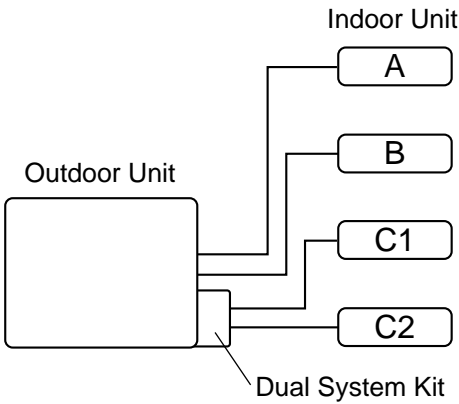 Indoor Unit
A
B
Outdoor Unit
C1
C2
Dual System Kit